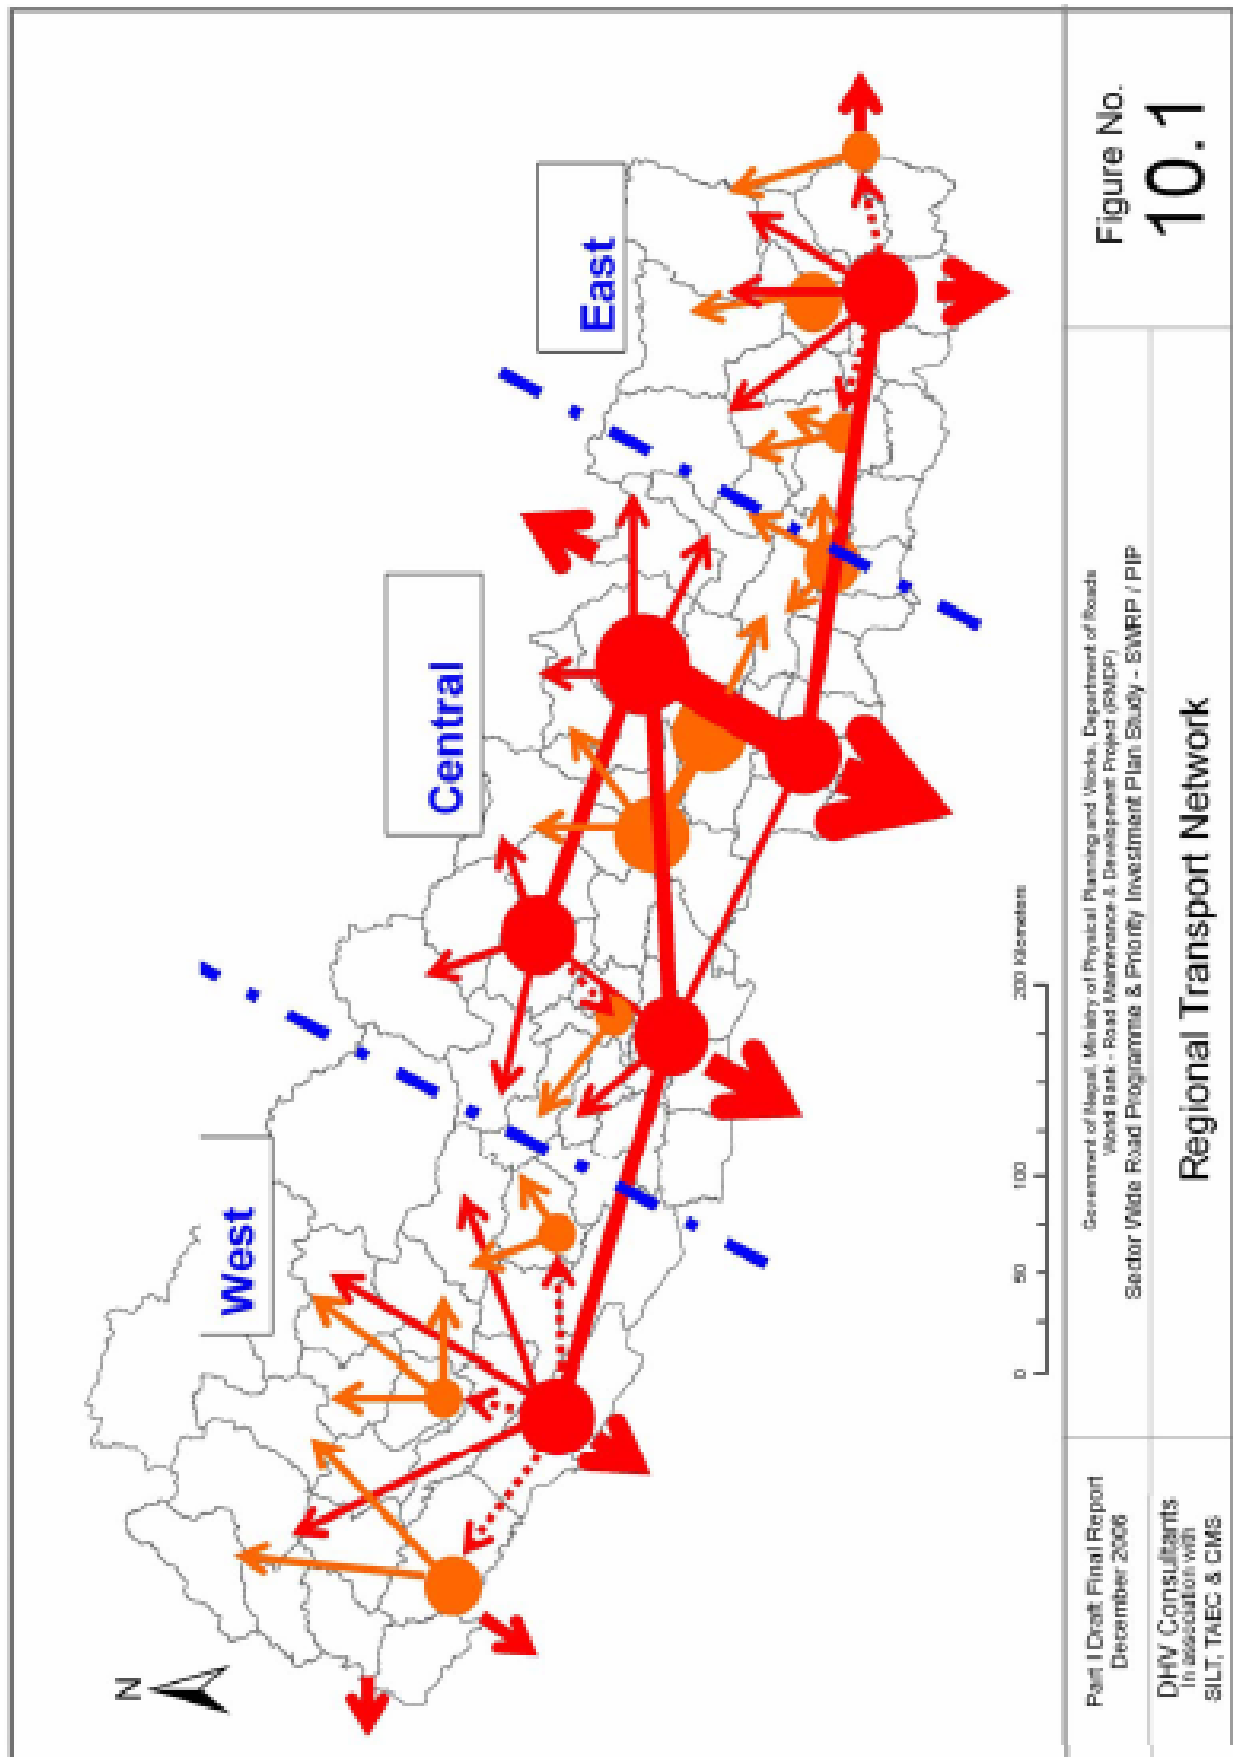 N
West
Central
East
0 50 100 200 Kilometers
Part I Draft Final Report
December 2006
DHV Consultants
in association with
SILT, TAEC & CMS
Government of Nepal, Ministry of Physical Planning and Works, Department of Roads
World Bank - Road Maintenance & Development Project (RMDP)
Sector Wide Road Programme & Priority Investment Plan Study - SWRP / PIP
Regional Transport Network
Figure No.
10.1